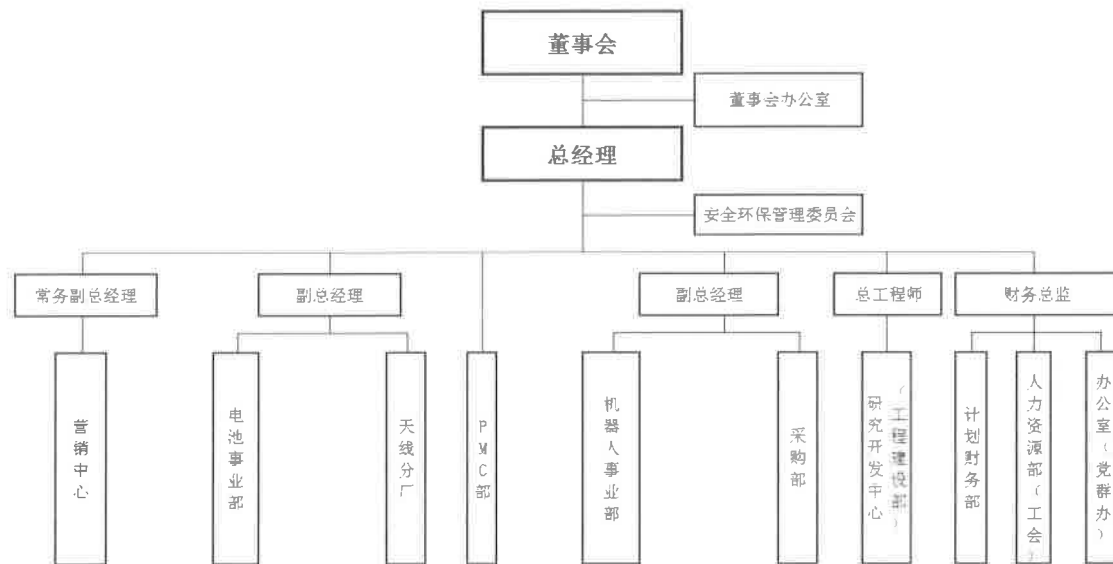 董事会
董事会办公室
总经理
安全环保管理委员会
常务副总经理
副总经理
副总经理
总工程师
财务总监
营销中心
电池事业部
天线分厂
PMC部
机器人事业部
采购部
研究开发中心
（工程建设部）
计划财务部
人力资源部（工会）
办公室（党群办）